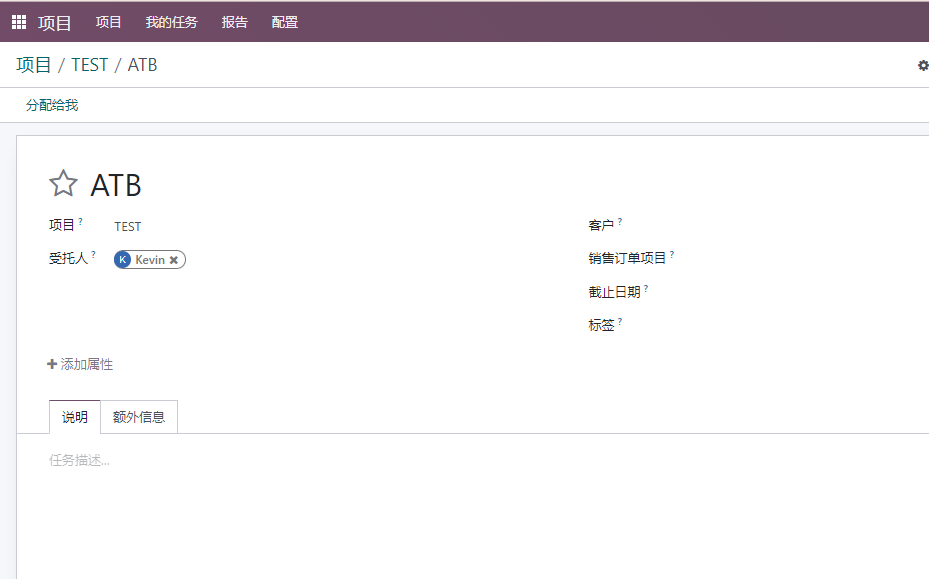 项目 项目 我的任务 报告 配置
项目 / TEST / ATB
分配给我
ATB
项目 ? TEST
客户 ?
受托人 ? K Kevin ✖
销售订单项目 ?
截止日期 ?
标签 ?
+ 添加属性
说明 额外信息
任务描述...